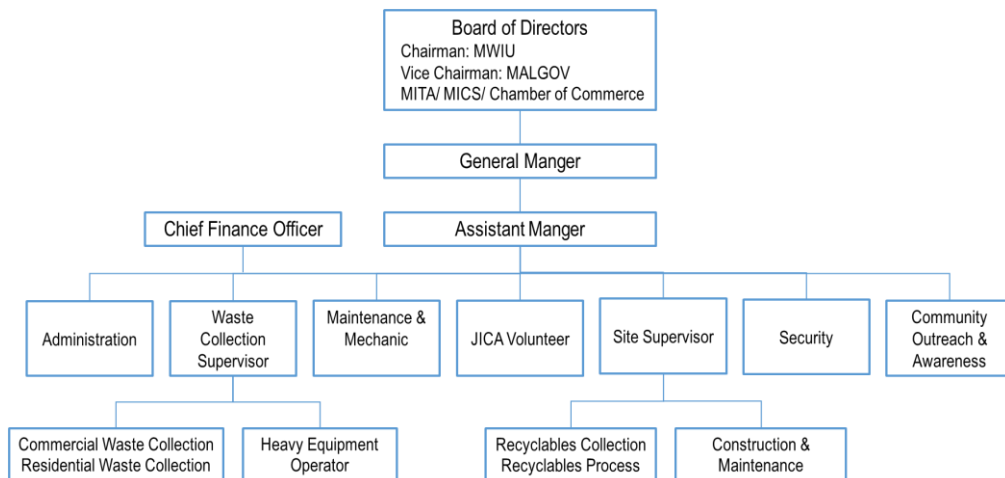 Board of Directors
Chairman: MWIU
Vice Chairman: MALGOV
MITA/ MICS/ Chamber of Commerce
General Manger
Chief Finance Officer
Assistant Manger
Administration
Waste
Collection
Supervisor
Maintenance &
Mechanic
JICA Volunteer
Site Supervisor
Security
Community
Outreach &
Awareness
Commercial Waste Collection
Residential Waste Collection
Heavy Equipment
Operator
Recyclables Collection
Recyclables Process
Construction &
Maintenance